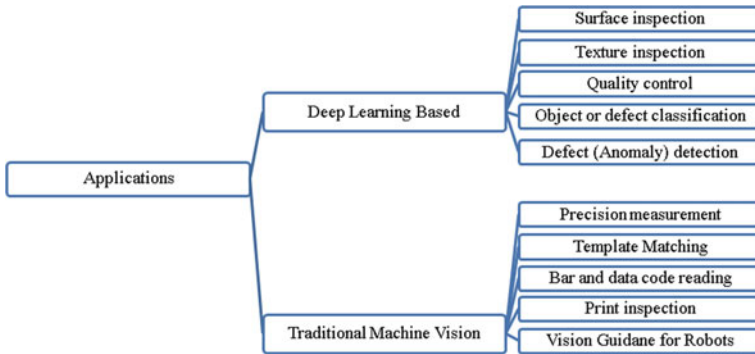 Applications
Deep Learning Based
Surface inspection
Texture inspection
Quality control
Object or defect classification
Defect (Anomaly) detection
Traditional Machine Vision
Precision measurement
Template Matching
Bar and data code reading
Print inspection
Vision Guidane for Robots